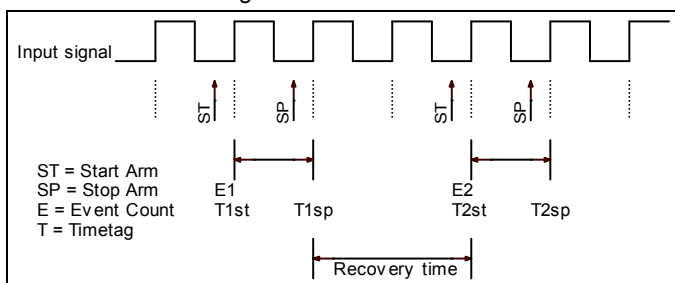 Input signal
ST SP ST SP
ST = Start Arm
SP = Stop Arm
E = Event Count
T = Timetag
E1 E2
T1st T1sp T2st T2sp
Recovery time